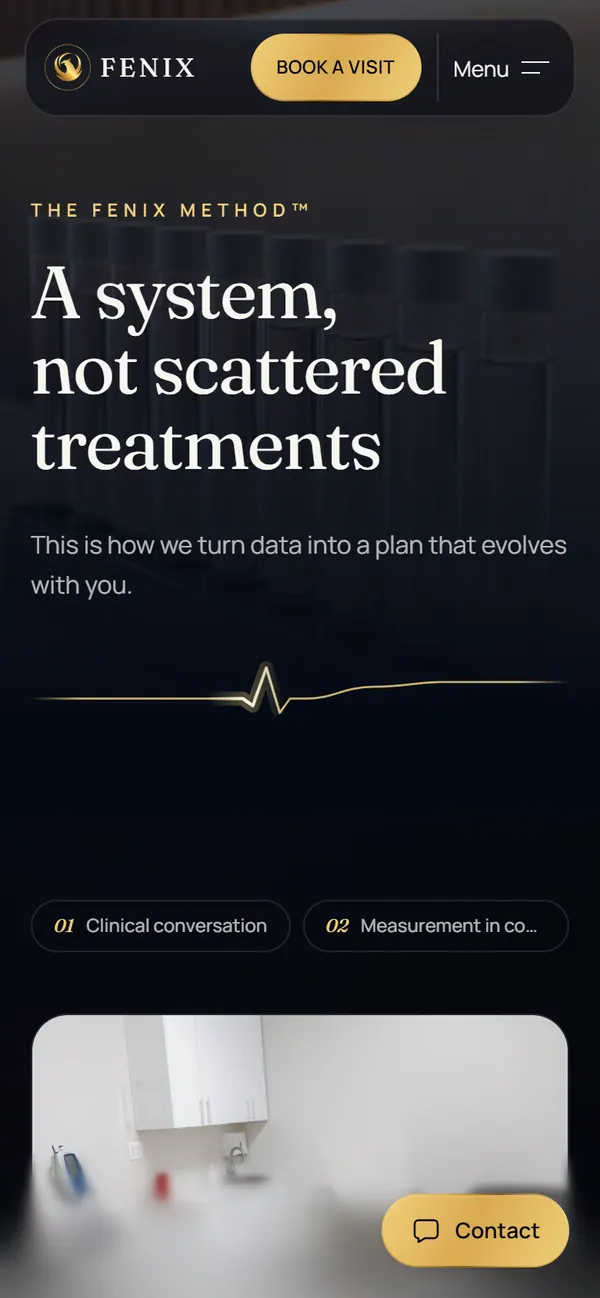 FENIX
BOOK A VISIT
Menu
THE FENIX METHOD™
A system,
not scattered
treatments
This is how we turn data into a plan that evolves
with you.
01 Clinical conversation
02 Measurement in co...
Contact